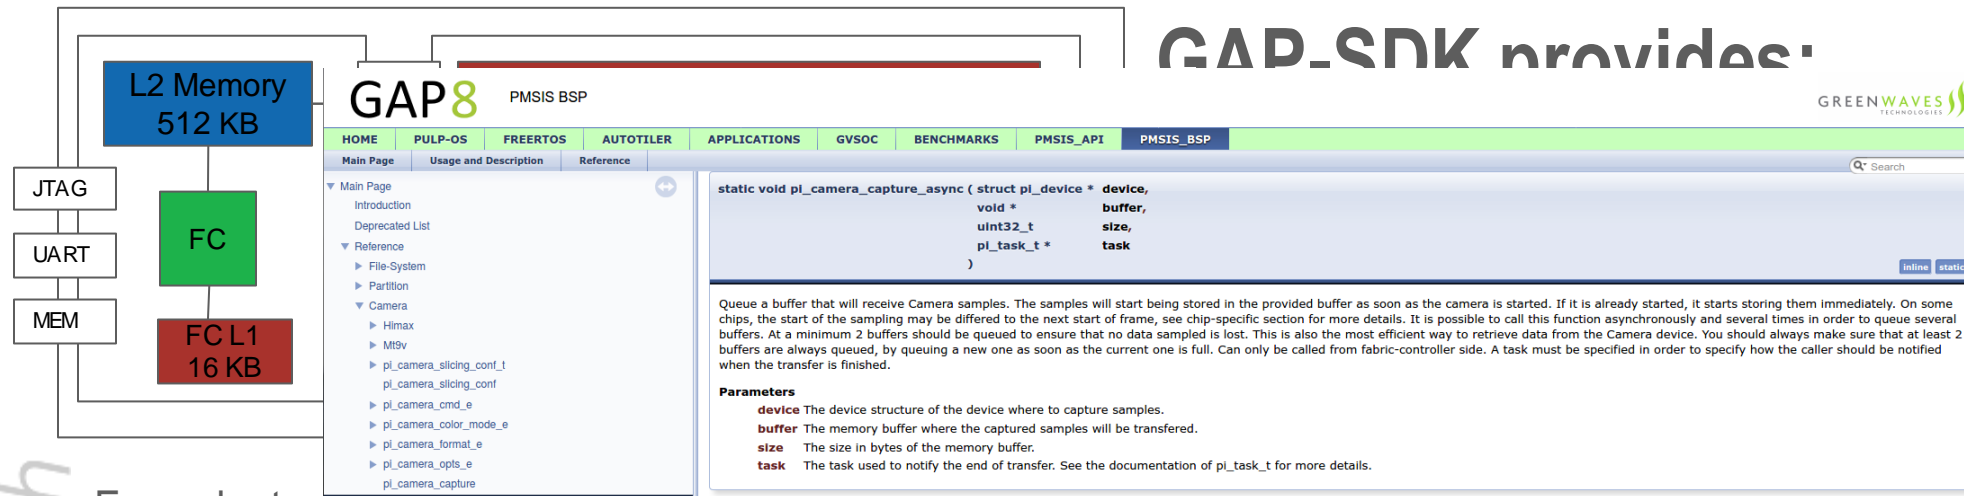 GAP-SDK provides:
L2 Memory
512 KB
JTAG
UART
MEM
FC
FC L1
16 KB
GAP8
PMSIS BSP
GREENWAVES
TECHNOLOGIES
HOME PULP-OS FREERTOS AUTOTILER APPLICATIONS GVSOC BENCHMARKS PMSIS_API PMSIS_BSP
Main Page Usage and Description Reference
Search
Main Page
Introduction
Deprecated List
Reference
File-System
Partition
Camera
Himax
Mt9v
pi_camera_slicing_conf_t
pi_camera_slicing_conf
pi_camera_cmd_e
pi_camera_color_mode_e
pi_camera_format_e
pi_camera_opts_e
pi_camera_capture
static void pi_camera_capture_async ( struct pi_device * device,
void * buffer,
uint32_t size,
pi_task_t * task
)
inline static
Queue a buffer that will receive Camera samples. The samples will start being stored in the provided buffer as soon as the camera is started. If it is already started, it starts storing them immediately. On some
chips, the start of the sampling may be differed to the next start of frame, see chip-specific section for more details. It is possible to call this function asynchronously and several times in order to queue several
buffers. At a minimum 2 buffers should be queued to ensure that no data sampled is lost. This is also the most efficient way to retrieve data from the Camera device. You should always make sure that at least 2
buffers are always queued, by queuing a new one as soon as the current one is full. Can only be called from fabric-controller side. A task must be specified in order to specify how the caller should be notified
when the transfer is finished.
Parameters
device The device structure of the device where to capture samples.
buffer The memory buffer where the captured samples will be transfered.
size The size in bytes of the memory buffer.
task The task used to notify the end of transfer. See the documentation of pi_task_t for more details.